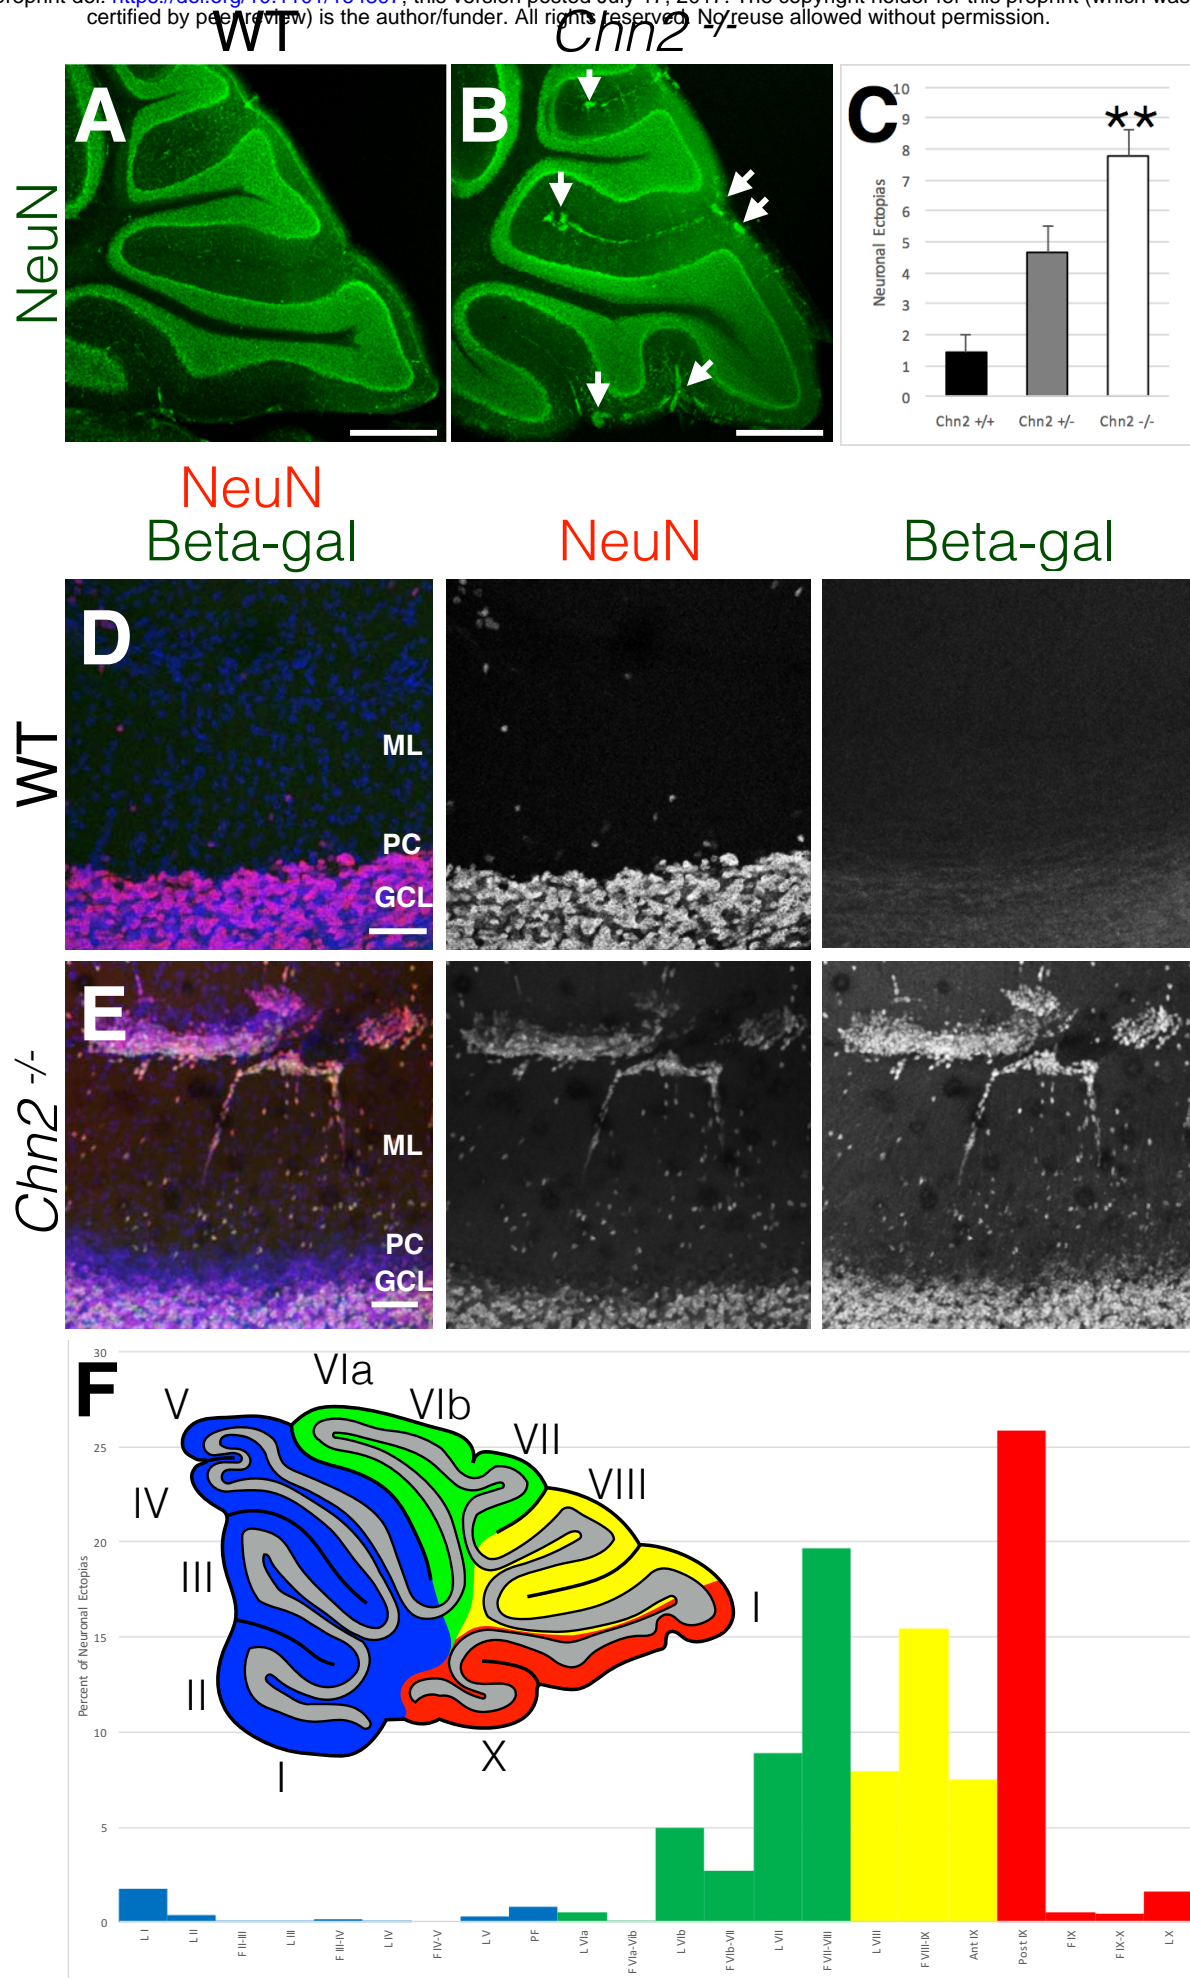 certified by peer review) is the author/funder. All rights reserved. No reuse allowed without permission.
WT
Chn2 -/-
NeuN
A
B
C
10
9
8
7
6
5
4
3
2
1
0
Neuronal Ectopias
**
Chn2 +/+
Chn2 +/-
Chn2 -/-
NeuN
Beta-gal
NeuN
Beta-gal
WT
D
ML
PC
GCL
Chn2 -/-
E
ML
PC
GCL
F
30
25
20
15
10
5
0
Percent of Neuronal Ectopias
VIa
V
VIb
VII
VIII
IV
III
I
II
X
I
L I
L II
F II-III
L III
F III-IV
L IV
F IV-V
L V
PF
L VIa
F VIa-VIb
L VIb
F VIb-VII
L VII
F VII-VIII
L VIII
F VIII-IX
Ant IX
Post IX
F IX
F IX-X
L X